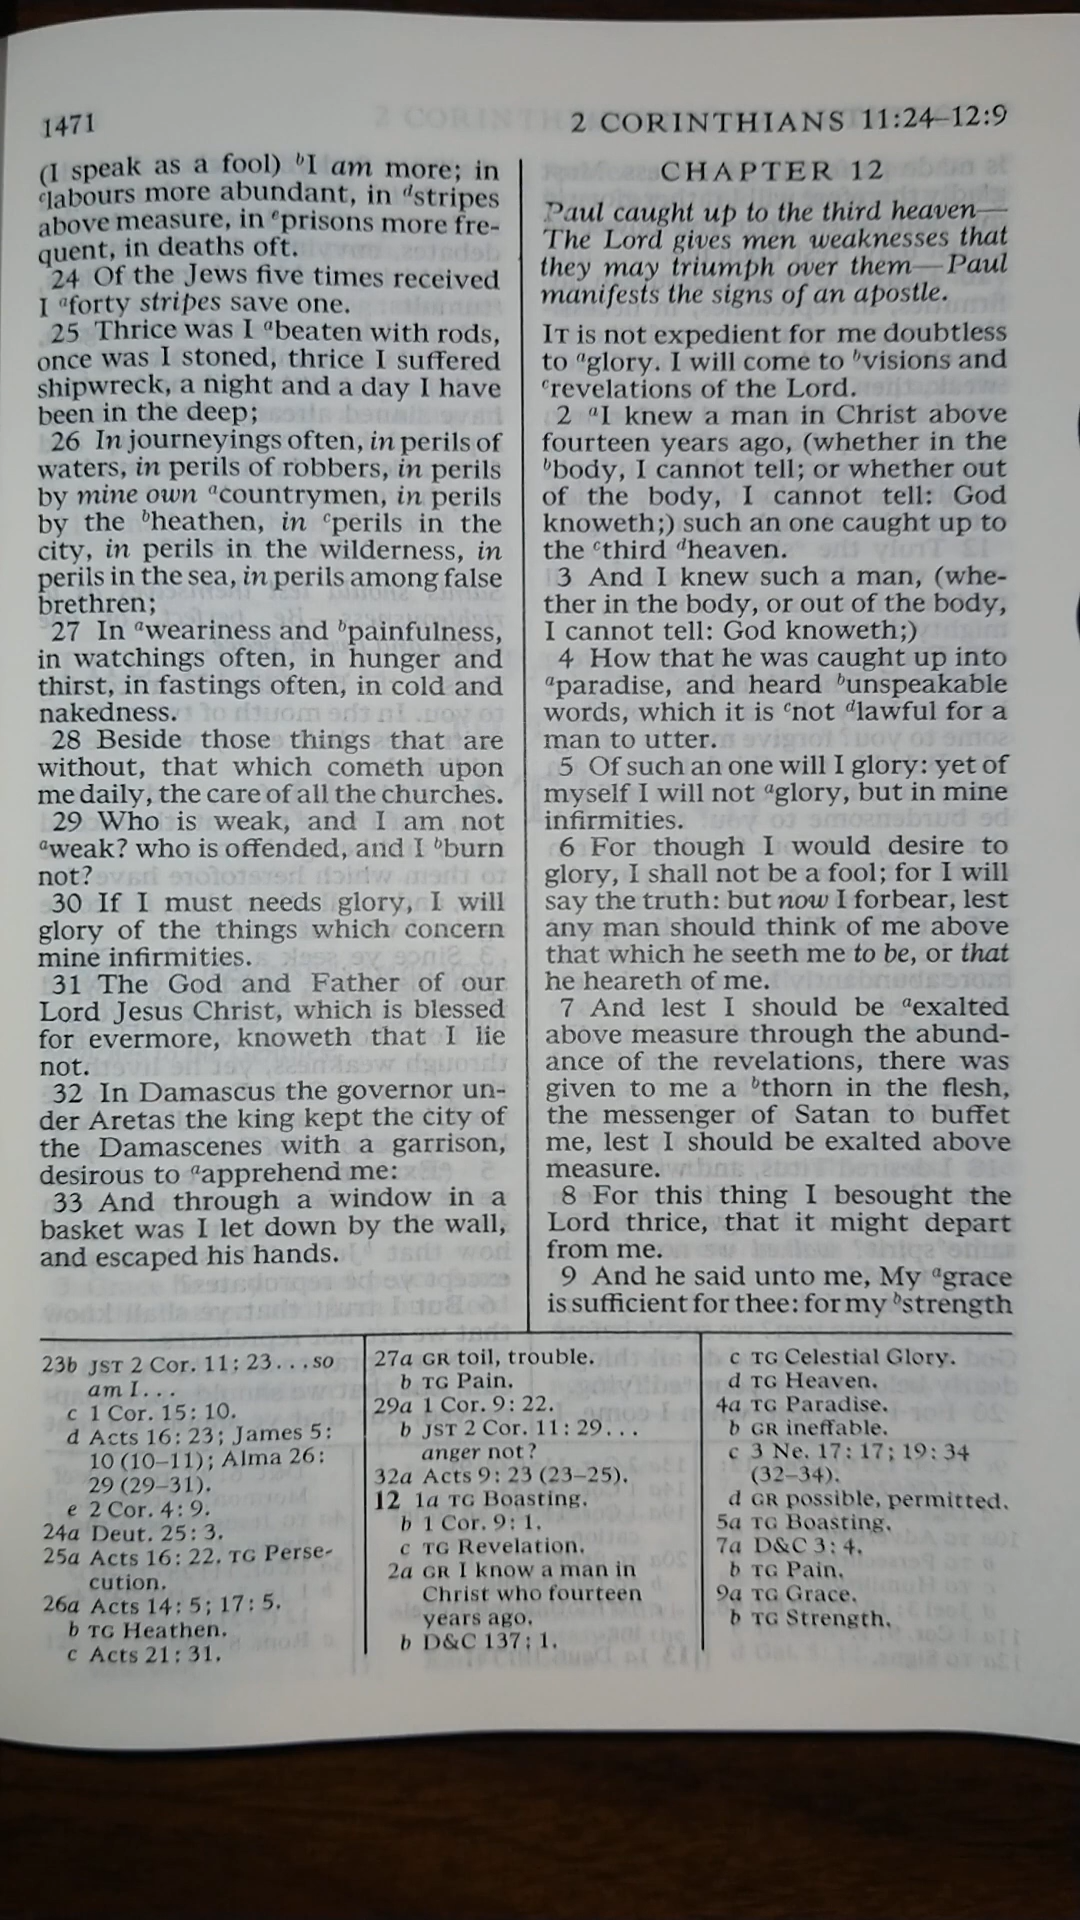 1471
2 CORINTHIANS 11:24–12:9
(I speak as a fool) bI am more; in
clabours more abundant, in dstripes
above measure, in eprisons more fre-
quent, in deaths oft.
24 Of the Jews five times received
I aforty stripes save one.
25 Thrice was I abeaten with rods,
once was I stoned, thrice I suffered
shipwreck, a night and a day I have
been in the deep;
26 In journeyings often, in perils of
waters, in perils of robbers, in perils
by mine own acountrymen, in perils
by the bheathen, in cperils in the
city, in perils in the wilderness, in
perils in the sea, in perils among false
brethren;
27 In aweariness and bpainfulness,
in watchings often, in hunger and
thirst, in fastings often, in cold and
nakedness.
28 Beside those things that are
without, that which cometh upon
me daily, the care of all the churches.
29 Who is weak, and I am not
aweak? who is offended, and I bburn
not?
30 If I must needs glory, I will
glory of the things which concern
mine infirmities.
31 The God and Father of our
Lord Jesus Christ, which is blessed
for evermore, knoweth that I lie
not.
32 In Damascus the governor un-
der Aretas the king kept the city of
the Damascenes with a garrison,
desirous to aapprehend me:
33 And through a window in a
basket was I let down by the wall,
and escaped his hands.
CHAPTER 12
Paul caught up to the third heaven—
The Lord gives men weaknesses that
they may triumph over them—Paul
manifests the signs of an apostle.
IT is not expedient for me doubtless
to aglory. I will come to bvisions and
crevelations of the Lord.
2 aI knew a man in Christ above
fourteen years ago, (whether in the
bbody, I cannot tell; or whether out
of the body, I cannot tell: God
knoweth;) such an one caught up to
the cthird dheaven.
3 And I knew such a man, (whe-
ther in the body, or out of the body,
I cannot tell: God knoweth;)
4 How that he was caught up into
aparadise, and heard bunspeakable
words, which it is cnot dlawful for a
man to utter.
5 Of such an one will I glory: yet of
myself I will not aglory, but in mine
infirmities.
6 For though I would desire to
glory, I shall not be a fool; for I will
say the truth: but now I forbear, lest
any man should think of me above
that which he seeth me to be, or that
he heareth of me.
7 And lest I should be aexalted
above measure through the abund-
ance of the revelations, there was
given to me a bthorn in the flesh,
the messenger of Satan to buffet
me, lest I should be exalted above
measure.
8 For this thing I besought the
Lord thrice, that it might depart
from me.
9 And he said unto me, My agrace
is sufficient for thee: for my bstrength
23b JST 2 Cor. 11: 23...so
am I...
c 1 Cor. 15: 10.
d Acts 16: 23; James 5:
10 (10–11); Alma 26:
29 (29–31).
e 2 Cor. 4: 9.
24a Deut. 25: 3.
25a Acts 16: 22. TG Perse-
cution.
26a Acts 14: 5; 17: 5.
b TG Heathen.
c Acts 21: 31.
27a GR toil, trouble.
b TG Pain.
29a 1 Cor. 9: 22.
b JST 2 Cor. 11: 29...
anger not?
32a Acts 9: 23 (23–25).
12 1a TG Boasting.
b 1 Cor. 9: 1.
c TG Revelation.
2a GR I know a man in
Christ who fourteen
years ago.
b D&C 137: 1.
c TG Celestial Glory.
d TG Heaven.
4a TG Paradise.
b GR ineffable.
c 3 Ne. 17: 17; 19: 34
(32–34).
d GR possible, permitted.
5a TG Boasting.
7a D&C 3: 4.
b TG Pain.
9a TG Grace.
b TG Strength.